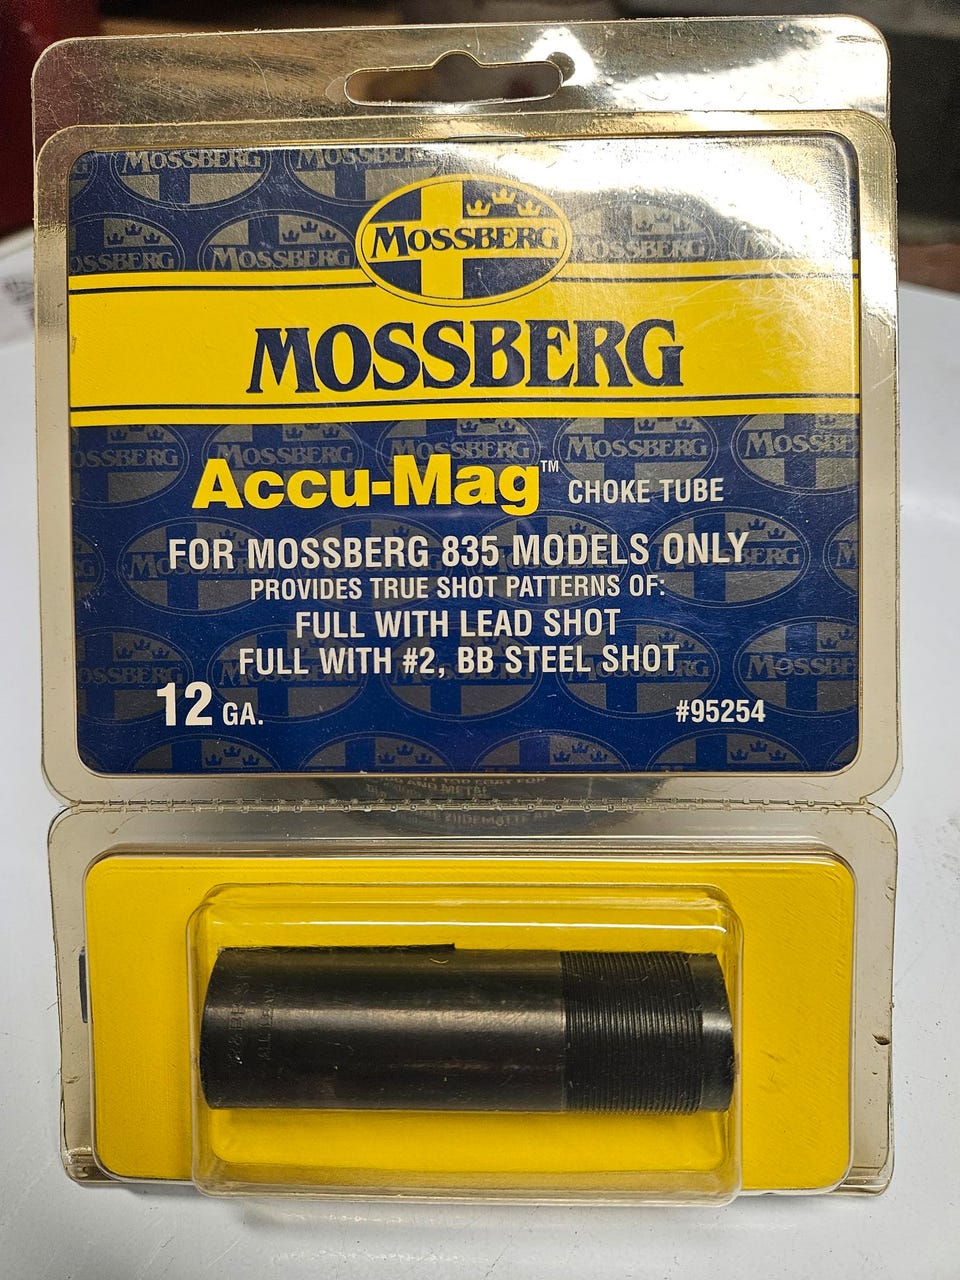 MOSSBERG
MOSSBERG
Accu-Mag™ CHOKE TUBE
FOR MOSSBERG 835 MODELS ONLY
PROVIDES TRUE SHOT PATTERNS OF:
FULL WITH LEAD SHOT
FULL WITH #2, BB STEEL SHOT
12 GA. #95254